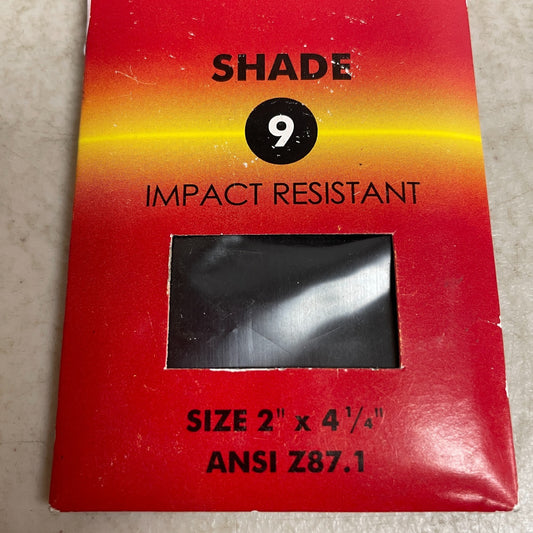 SHADE
9
IMPACT RESISTANT
SIZE 2" x 4 1/4"
ANSI Z87.1